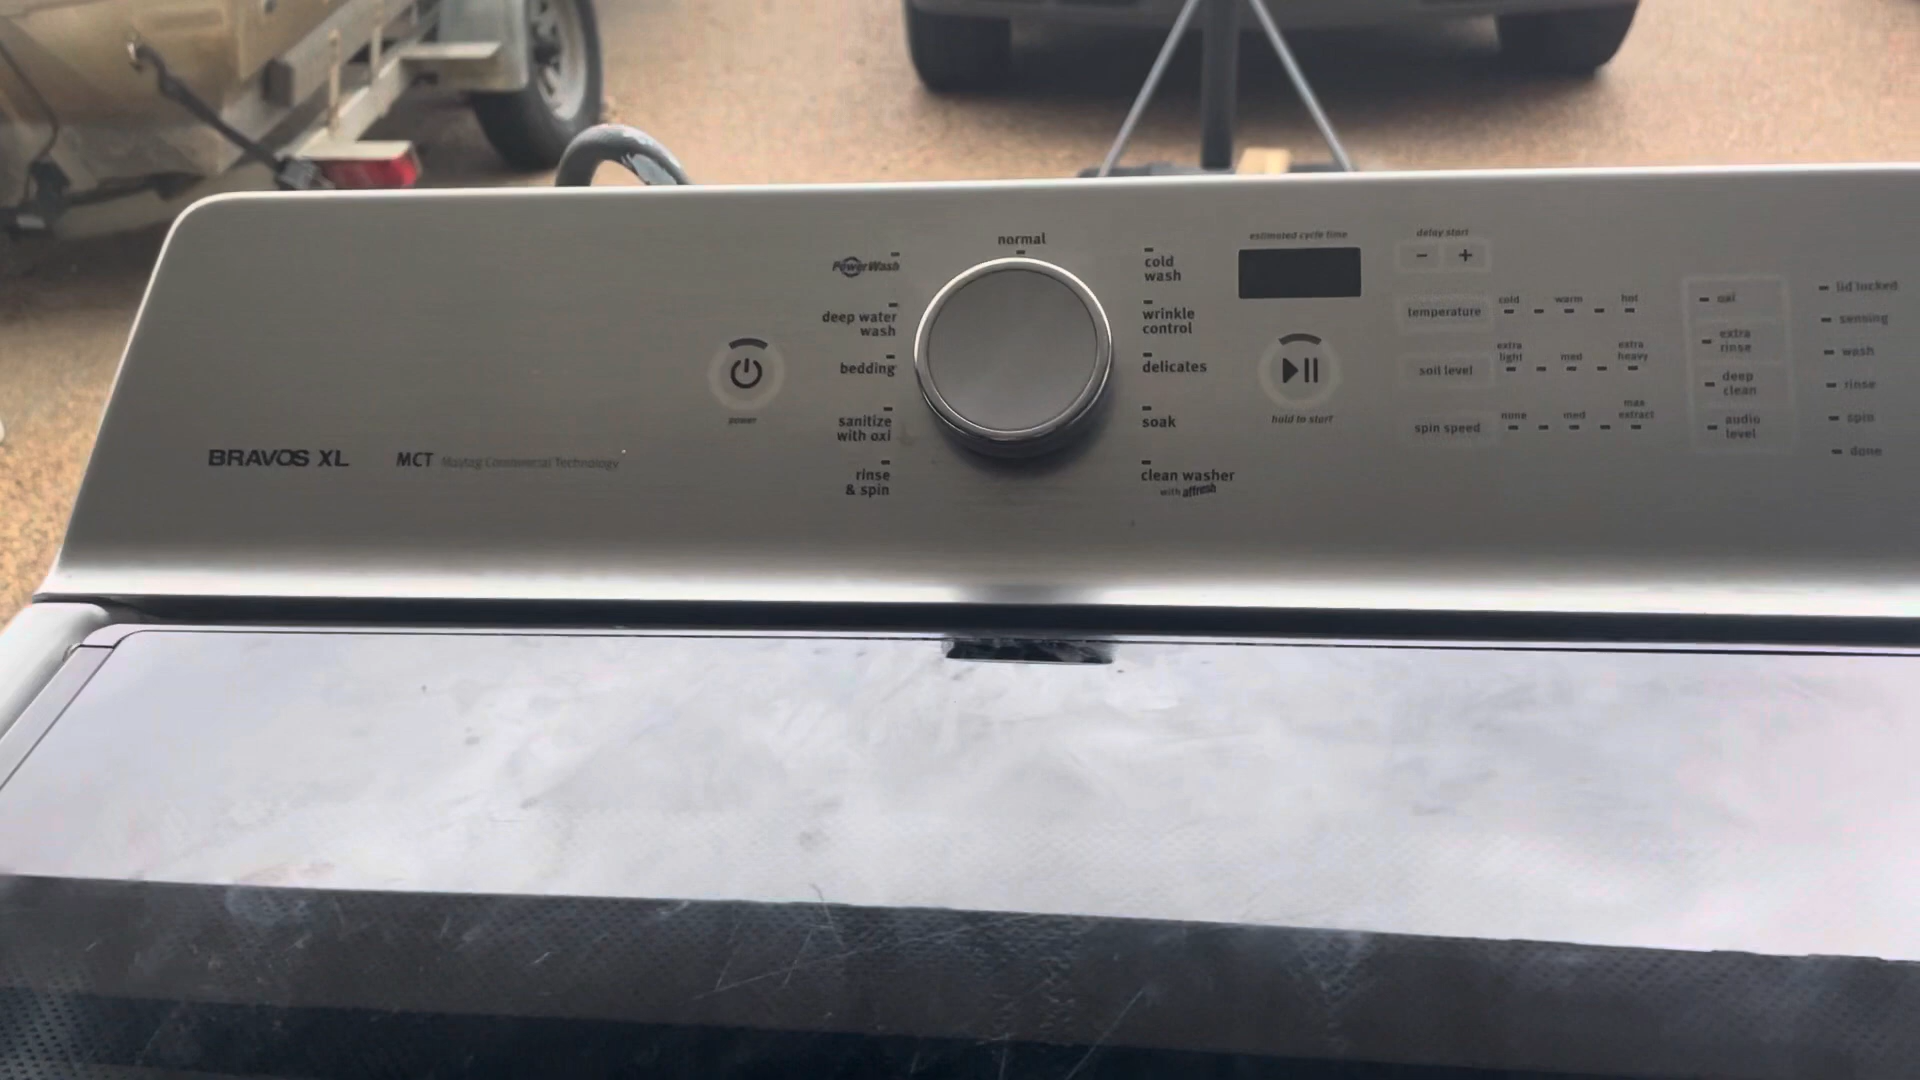 normal
PowerWash
deep water
wash
bedding
sanitize
with oxi
rinse
& spin
cold
wash
wrinkle
control
delicates
soak
clean washer
with affresh
power
BRAVOS XL
MCT Maytag Commercial Technology
estimated cycle time
hold to start
delay start
- +
temperature
cold warm hot
soil level
extra
light
med
extra
heavy
spin speed
none
med
max
extract
oxi
extra
rinse
deep
clean
audio
level
lid locked
sensing
wash
rinse
spin
done